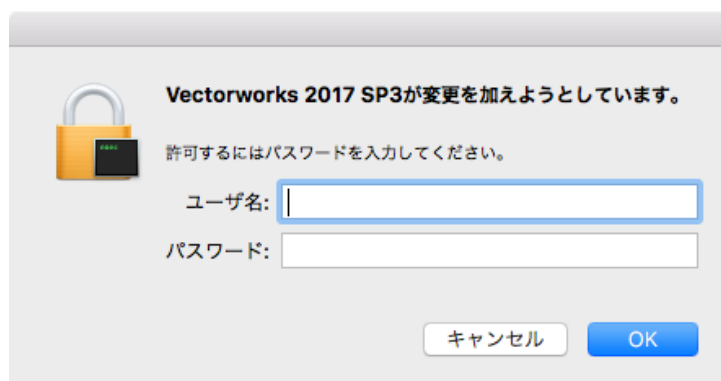 Vectorworks 2017 SP3が変更を加えようとしています。
許可するにはパスワードを入力してください。
ユーザ名:
パスワード:
キャンセル OK